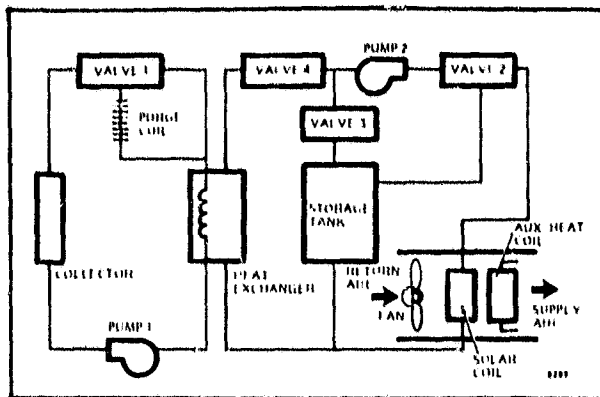 PUMP 2
VALVE 1
VALVE 4
VALVE 2
PURGE
COIL
VALVE 3
STORAGE
TANK
AUX HEAT
COIL
COLLECTOR
HEAT
EXCHANGER
RETURN
AIR
FAN
SUPPLY
AIR
PUMP 1
SOLAR
COIL